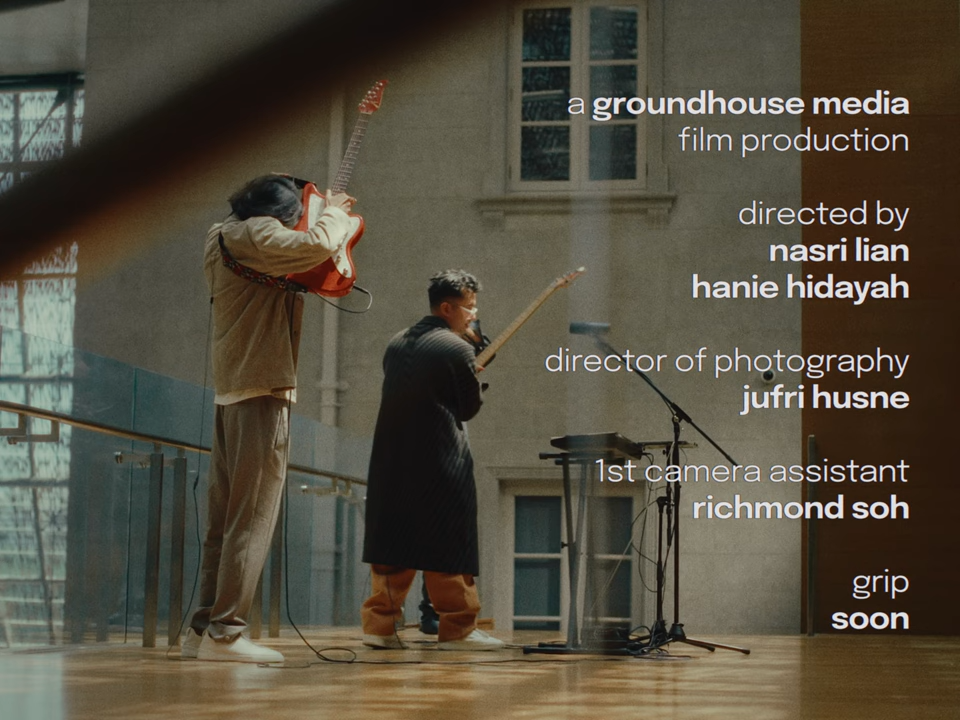 a groundhouse media
film production
directed by
nasri lian
hanie hidayah
director of photography
jufri husne
1st camera assistant
richmond soh
grip
soon